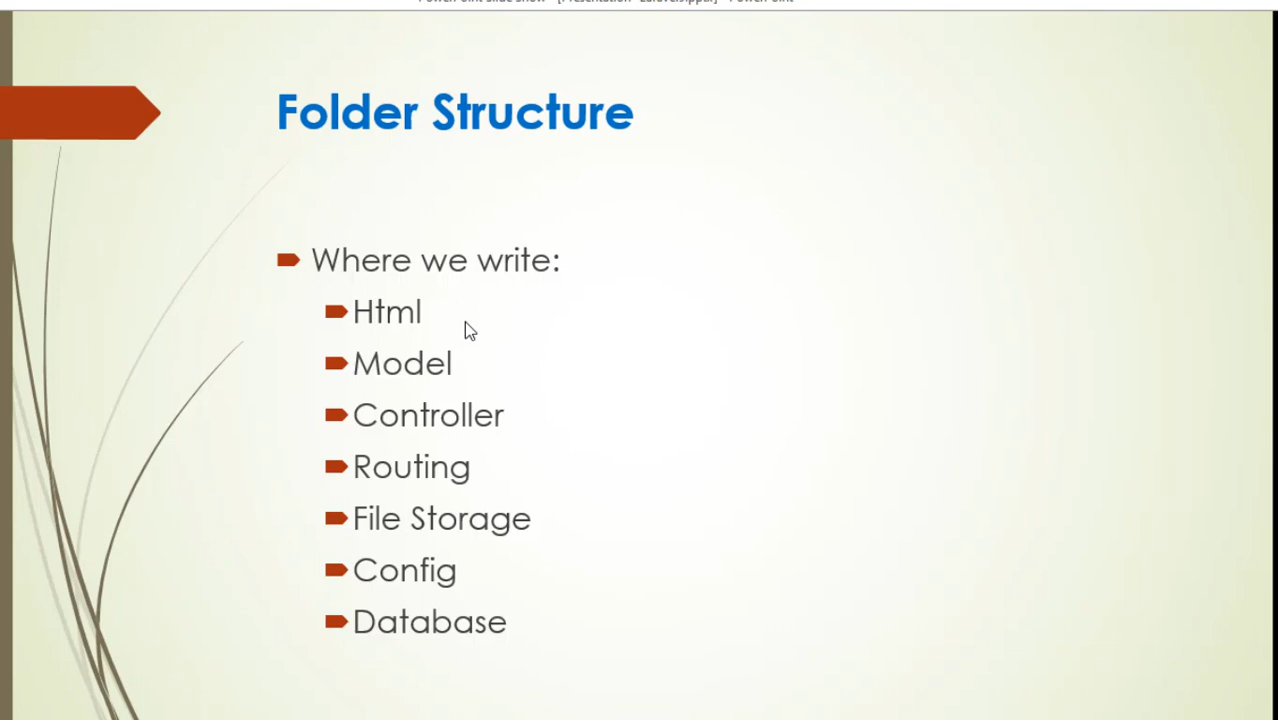 Folder Structure
Where we write:
Html
Model
Controller
Routing
File Storage
Config
Database